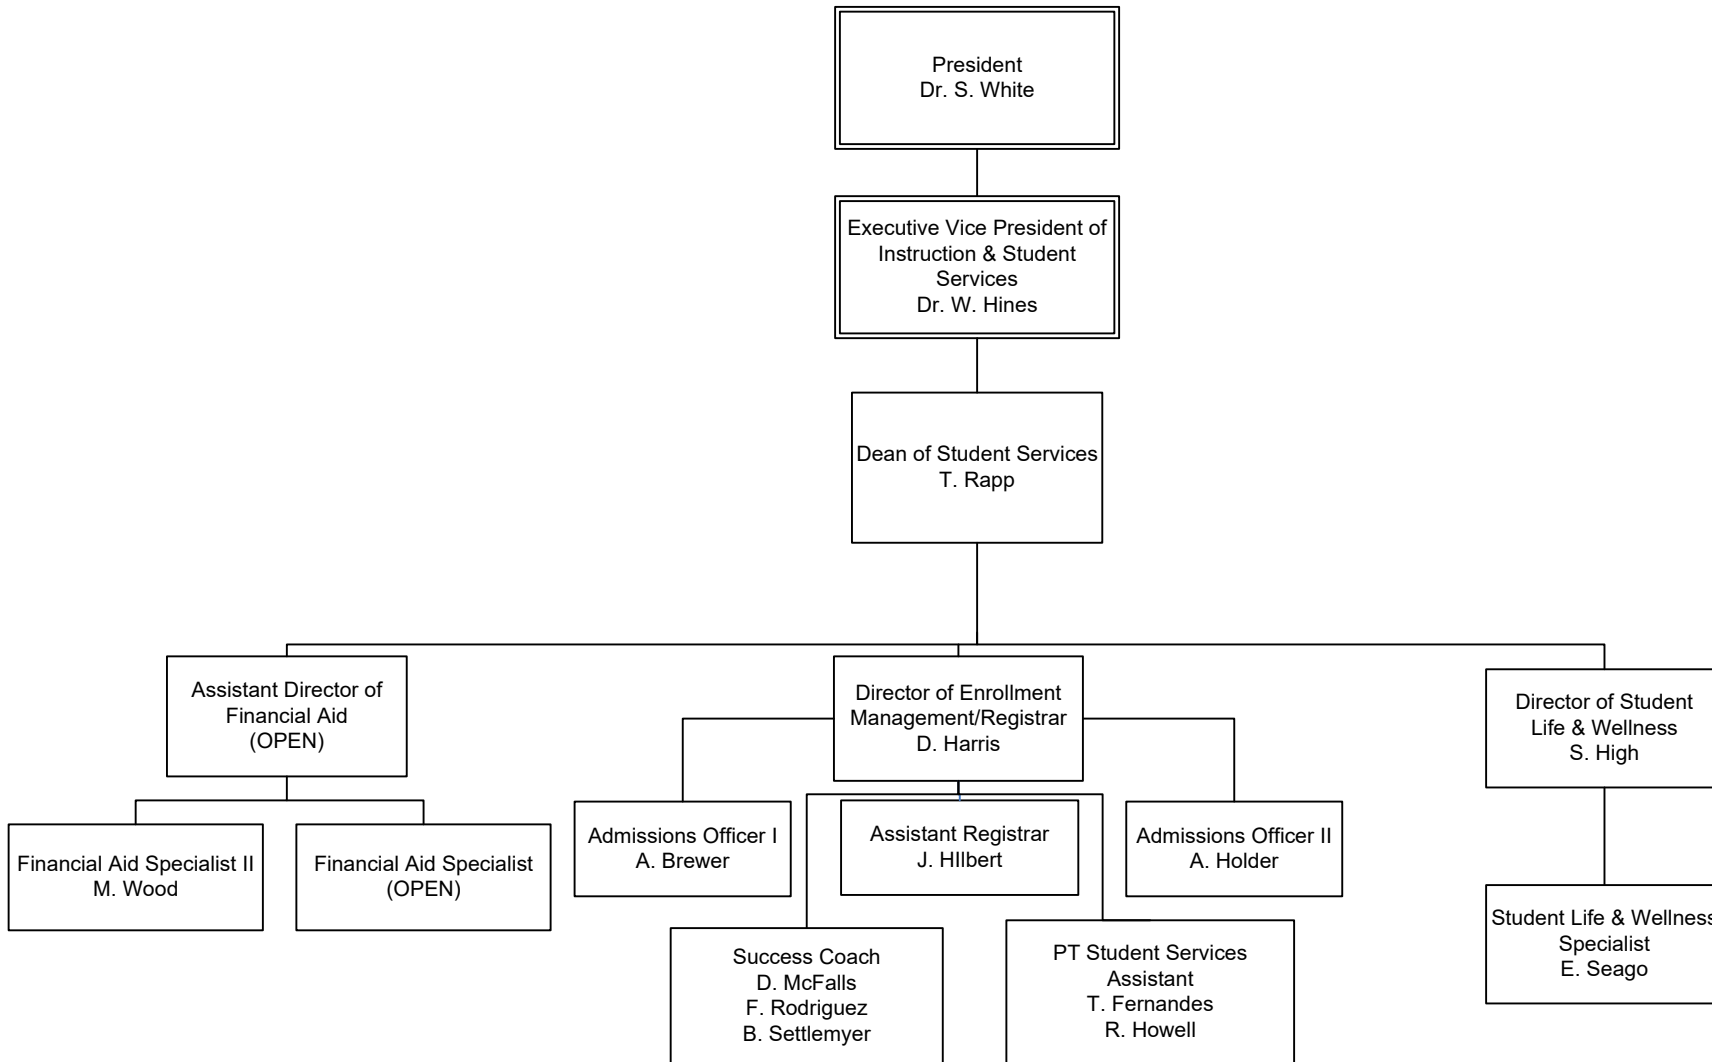 President
Dr. S. White
Executive Vice President of
Instruction & Student
Services
Dr. W. Hines
Dean of Student Services
T. Rapp
Assistant Director of
Financial Aid
(OPEN)
Director of Enrollment
Management/Registrar
D. Harris
Director of Student
Life & Wellness
S. High
Financial Aid Specialist II
M. Wood
Financial Aid Specialist
(OPEN)
Admissions Officer I
A. Brewer
Assistant Registrar
J. HIlbert
Admissions Officer II
A. Holder
Success Coach
D. McFalls
F. Rodriguez
B. Settlemyer
PT Student Services
Assistant
T. Fernandes
R. Howell
Student Life & Wellness
Specialist
E. Seago